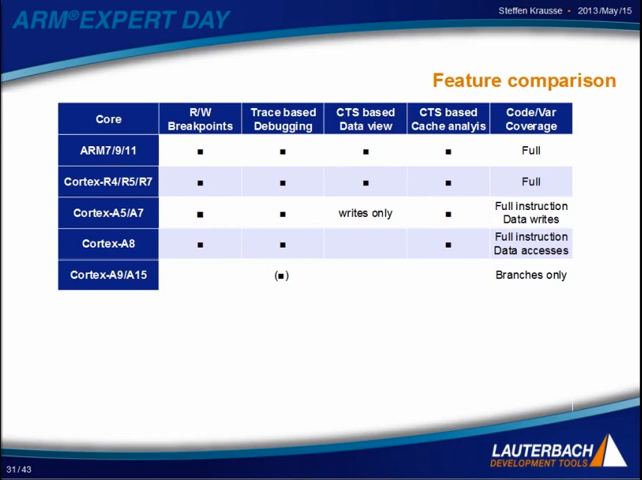 ARM®EXPERT DAY
Steffen Krausse • 2013/May/15
Feature comparison
Core
R/W
Breakpoints
Trace based
Debugging
CTS based
Data view
CTS based
Cache analyis
Code/Var
Coverage
ARM7/9/11 ■ ■ ■ ■ Full
Cortex-R4/R5/R7 ■ ■ ■ ■ Full
Cortex-A5/A7 ■ ■ writes only ■ Full instruction
Data writes
Cortex-A8 ■ ■ ■ Full instruction
Data accesses
Cortex-A9/A15 (■) Branches only
31/43
LAUTERBACH
DEVELOPMENT TOOLS